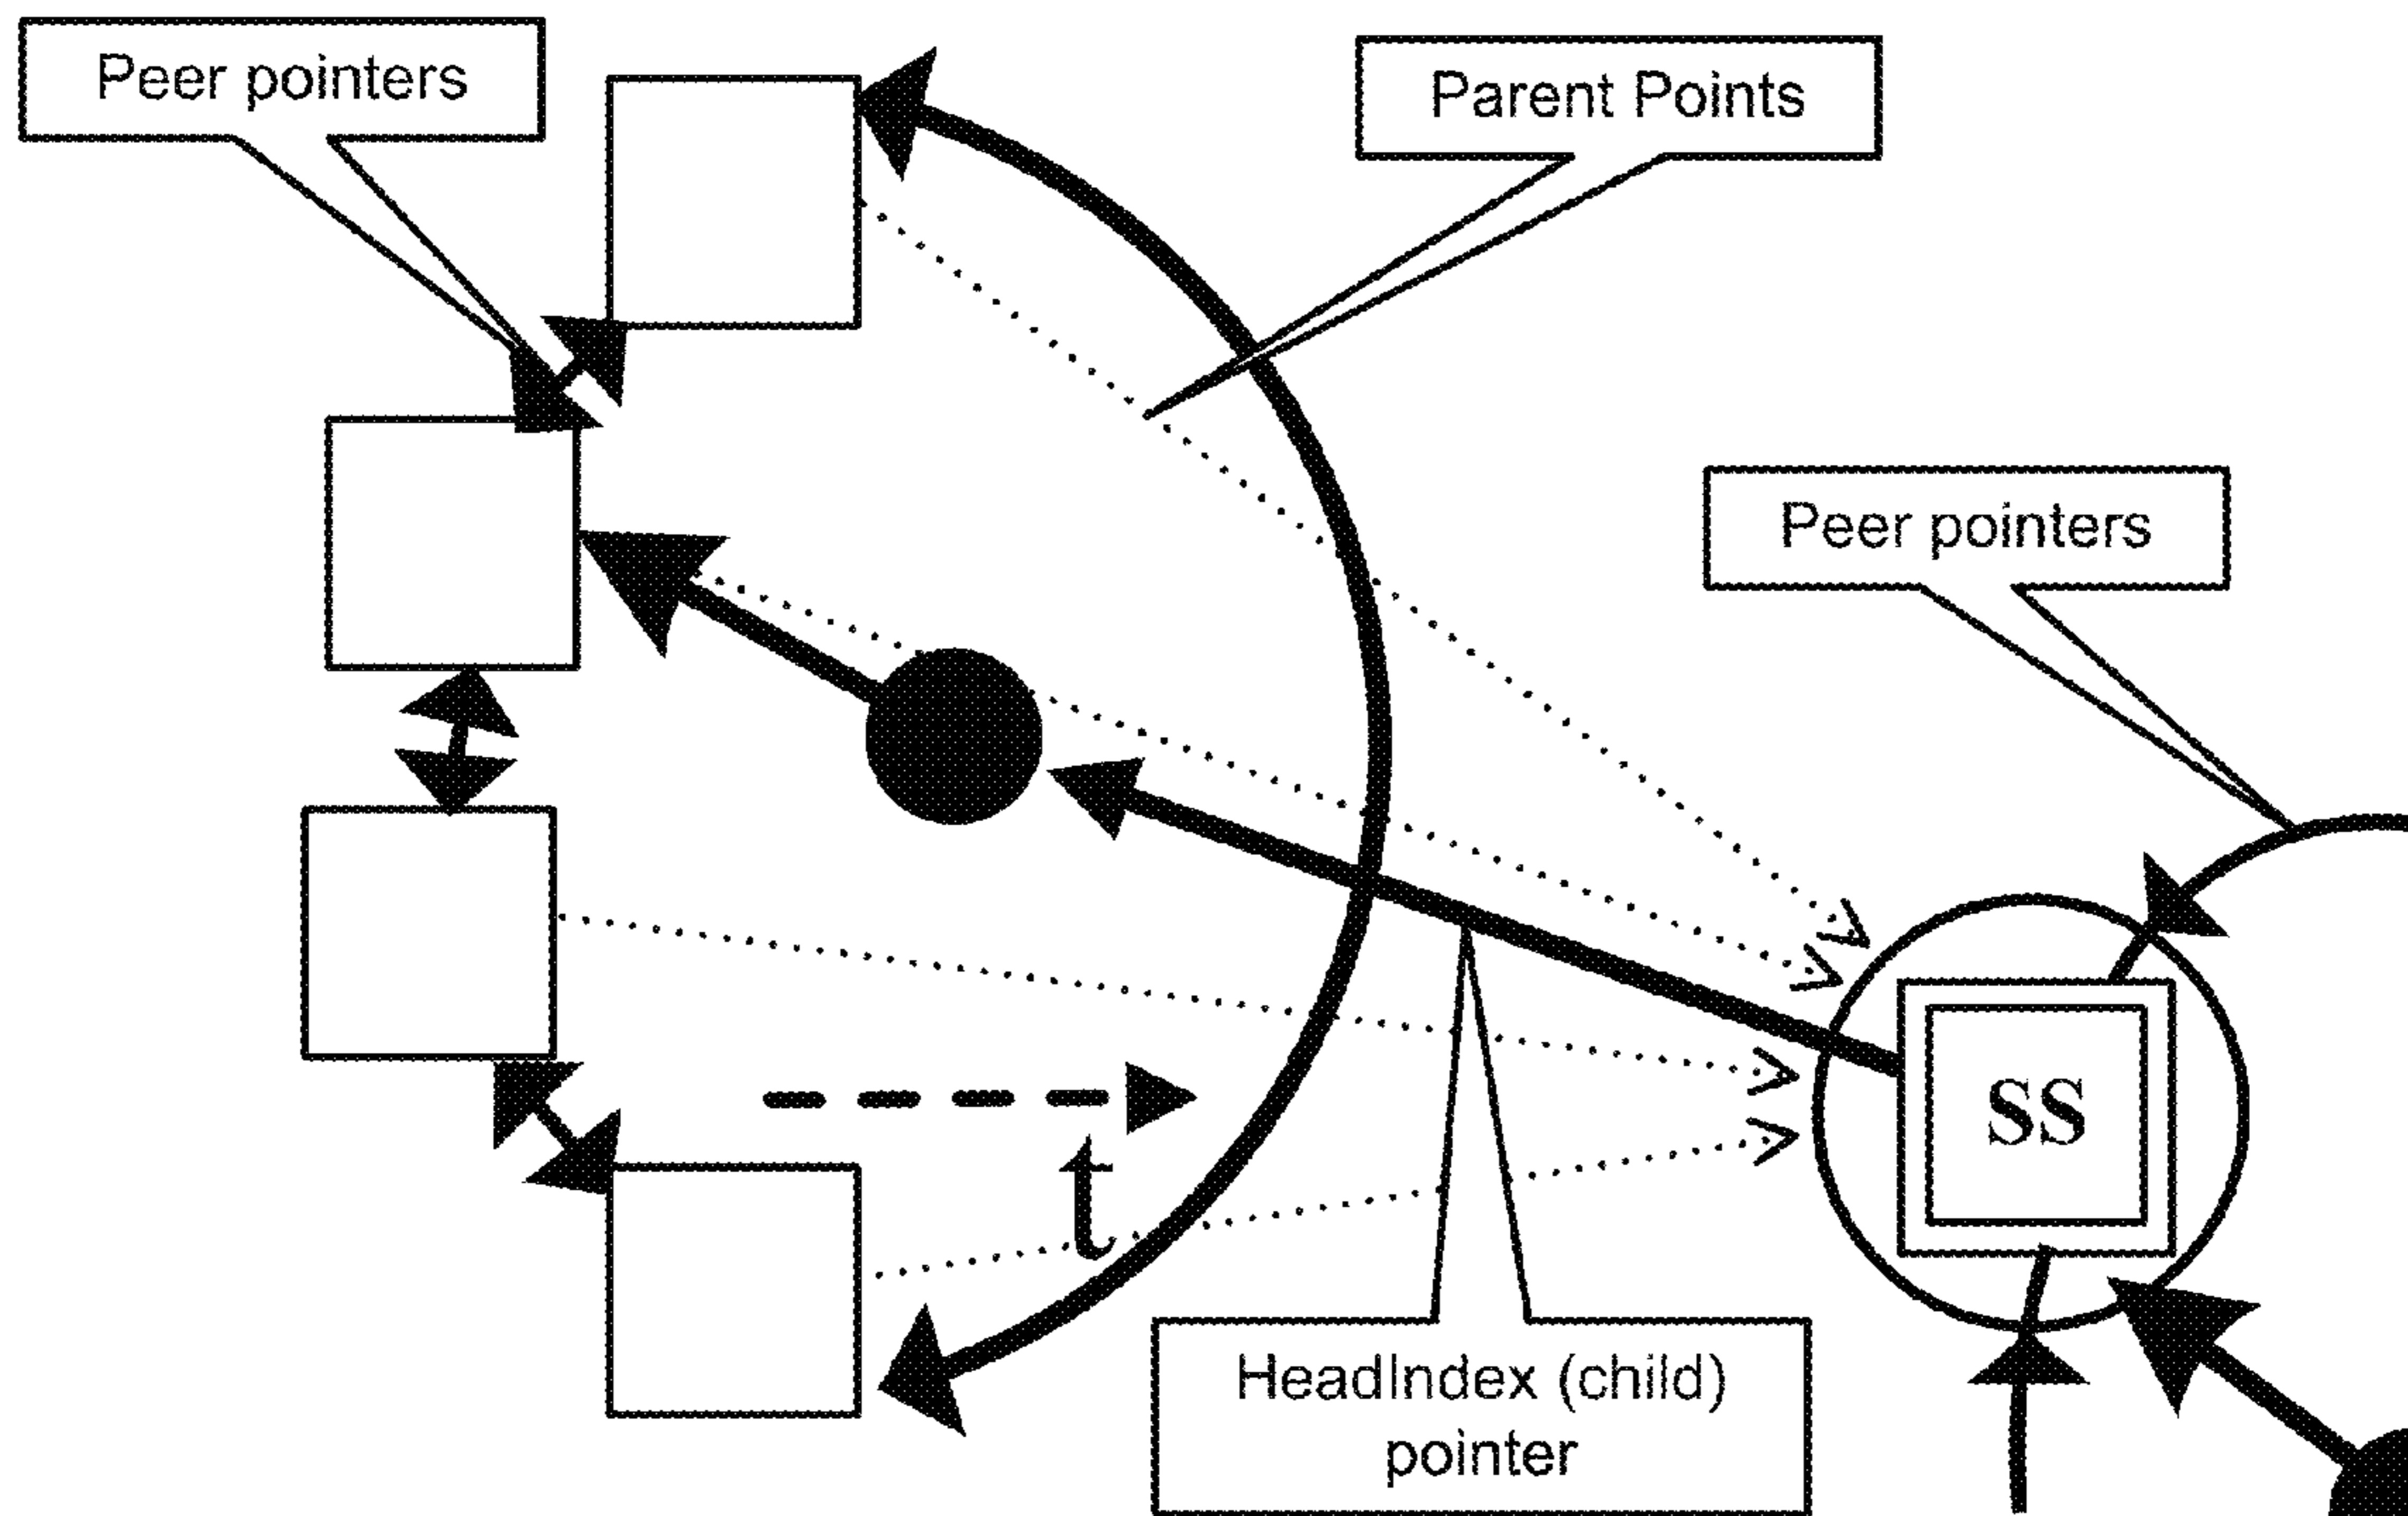 Peer pointers
Parent Points
Peer pointers
SS
t
HeadIndex (child)
pointer